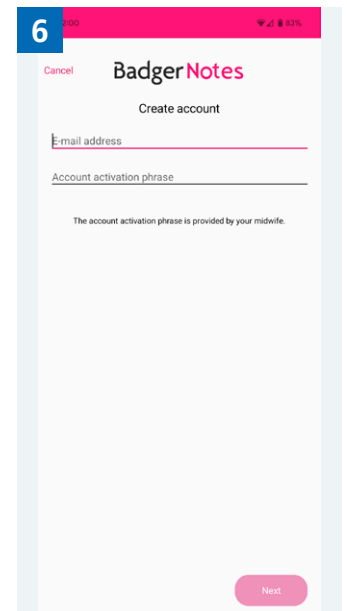 6
:00
83%
Cancel
BadgerNotes
Create account
E-mail address
Account activation phrase
The account activation phrase is provided by your midwife.
Next